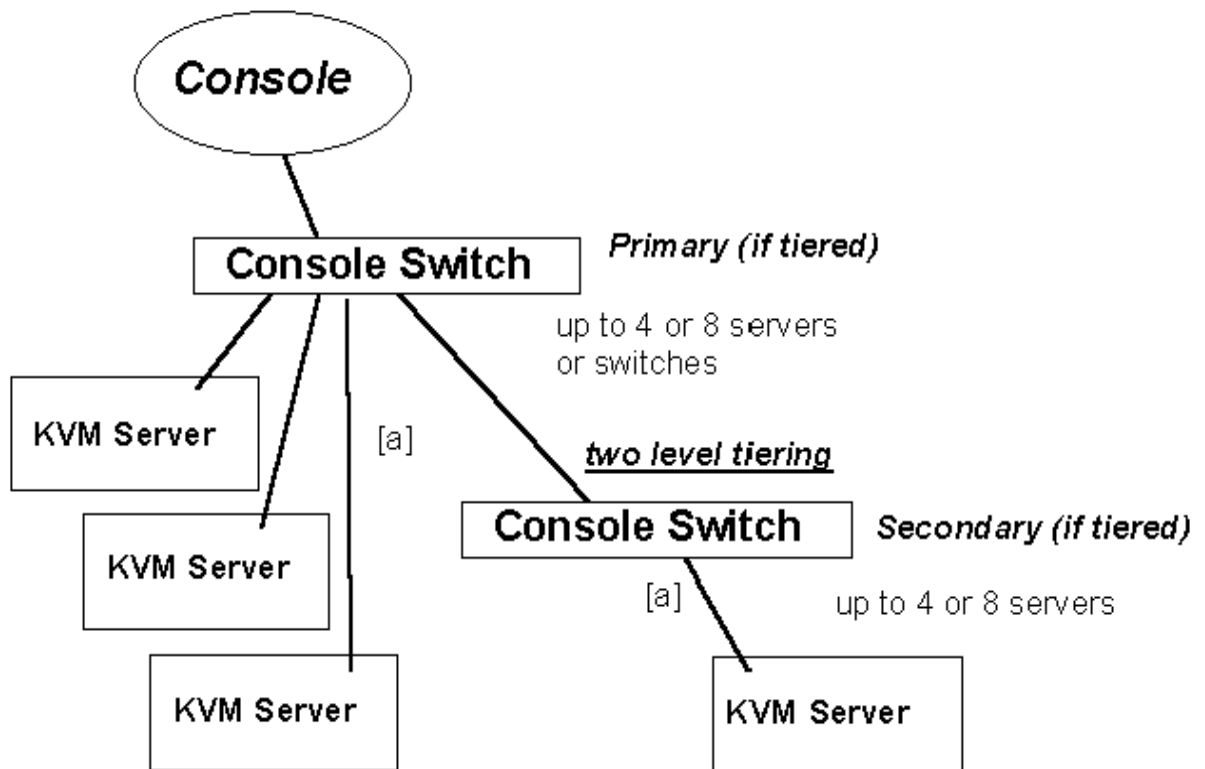 Console
Console Switch
Primary (if tiered)
up to 4 or 8 servers
or switches
KVM Server
[a]
two level tiering
Console Switch
Secondary (if tiered)
KVM Server
[a]
up to 4 or 8 servers
KVM Server
KVM Server